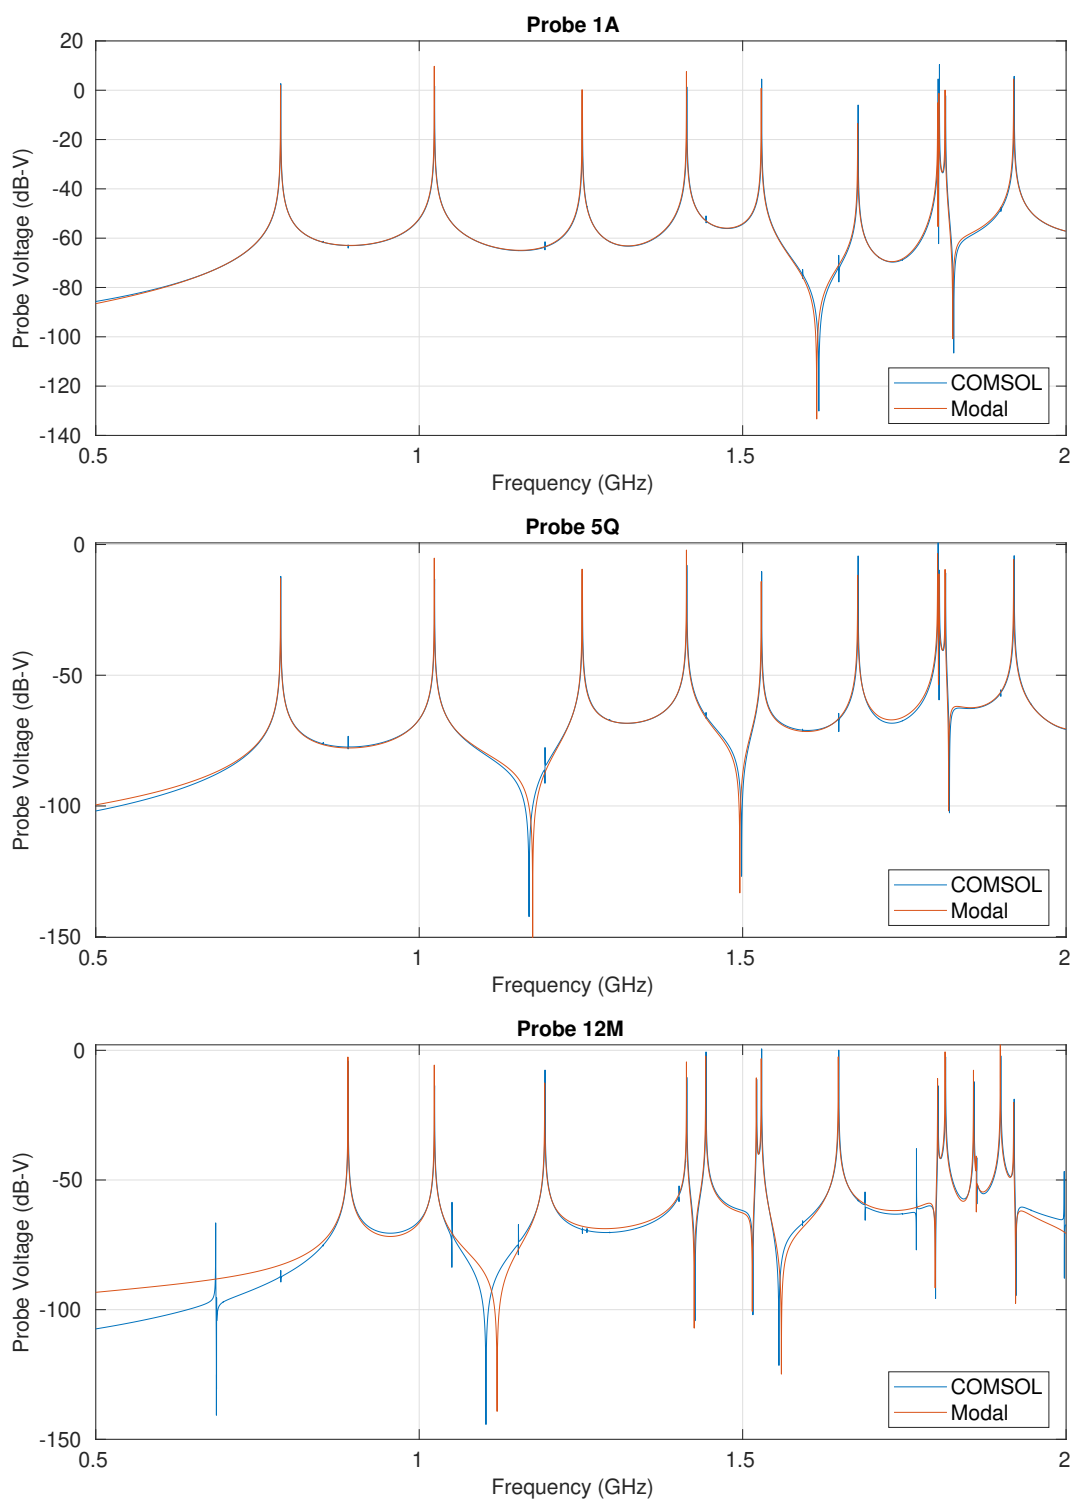 Probe 1A
20
0
-20
-40
-60
-80
-100
-120
-140
Probe Voltage (dB-V)
0.5 1 1.5 2
Frequency (GHz)
COMSOL
Modal
Probe 5Q
0
-50
-100
-150
Probe Voltage (dB-V)
0.5 1 1.5 2
Frequency (GHz)
COMSOL
Modal
Probe 12M
0
-50
-100
-150
Probe Voltage (dB-V)
0.5 1 1.5 2
Frequency (GHz)
COMSOL
Modal